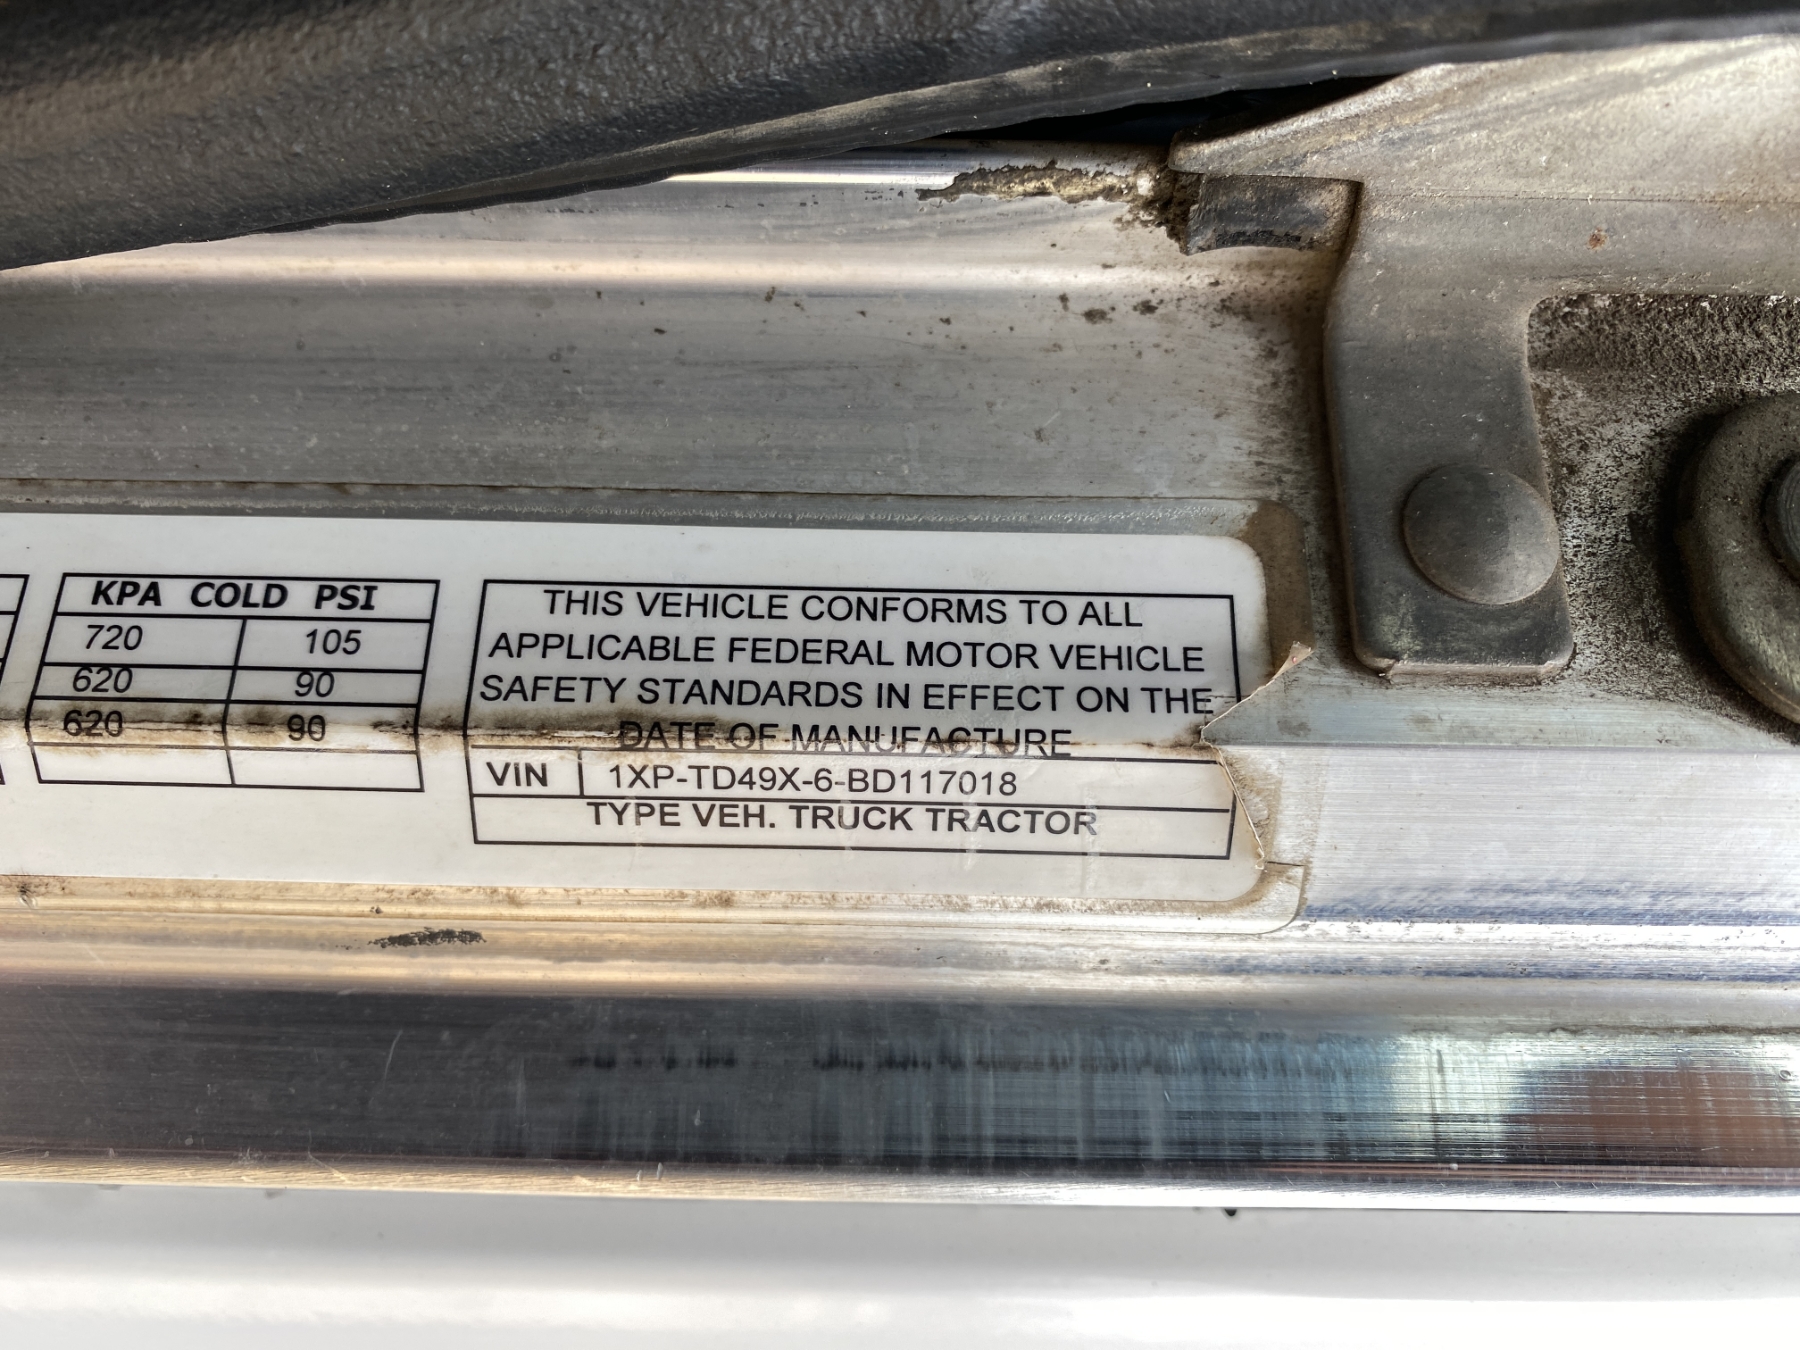 KPA COLD PSI
720 105
620 90
620 90
THIS VEHICLE CONFORMS TO ALL
APPLICABLE FEDERAL MOTOR VEHICLE
SAFETY STANDARDS IN EFFECT ON THE
DATE OF MANUFACTURE
VIN 1XP-TD49X-6-BD117018
TYPE VEH. TRUCK TRACTOR